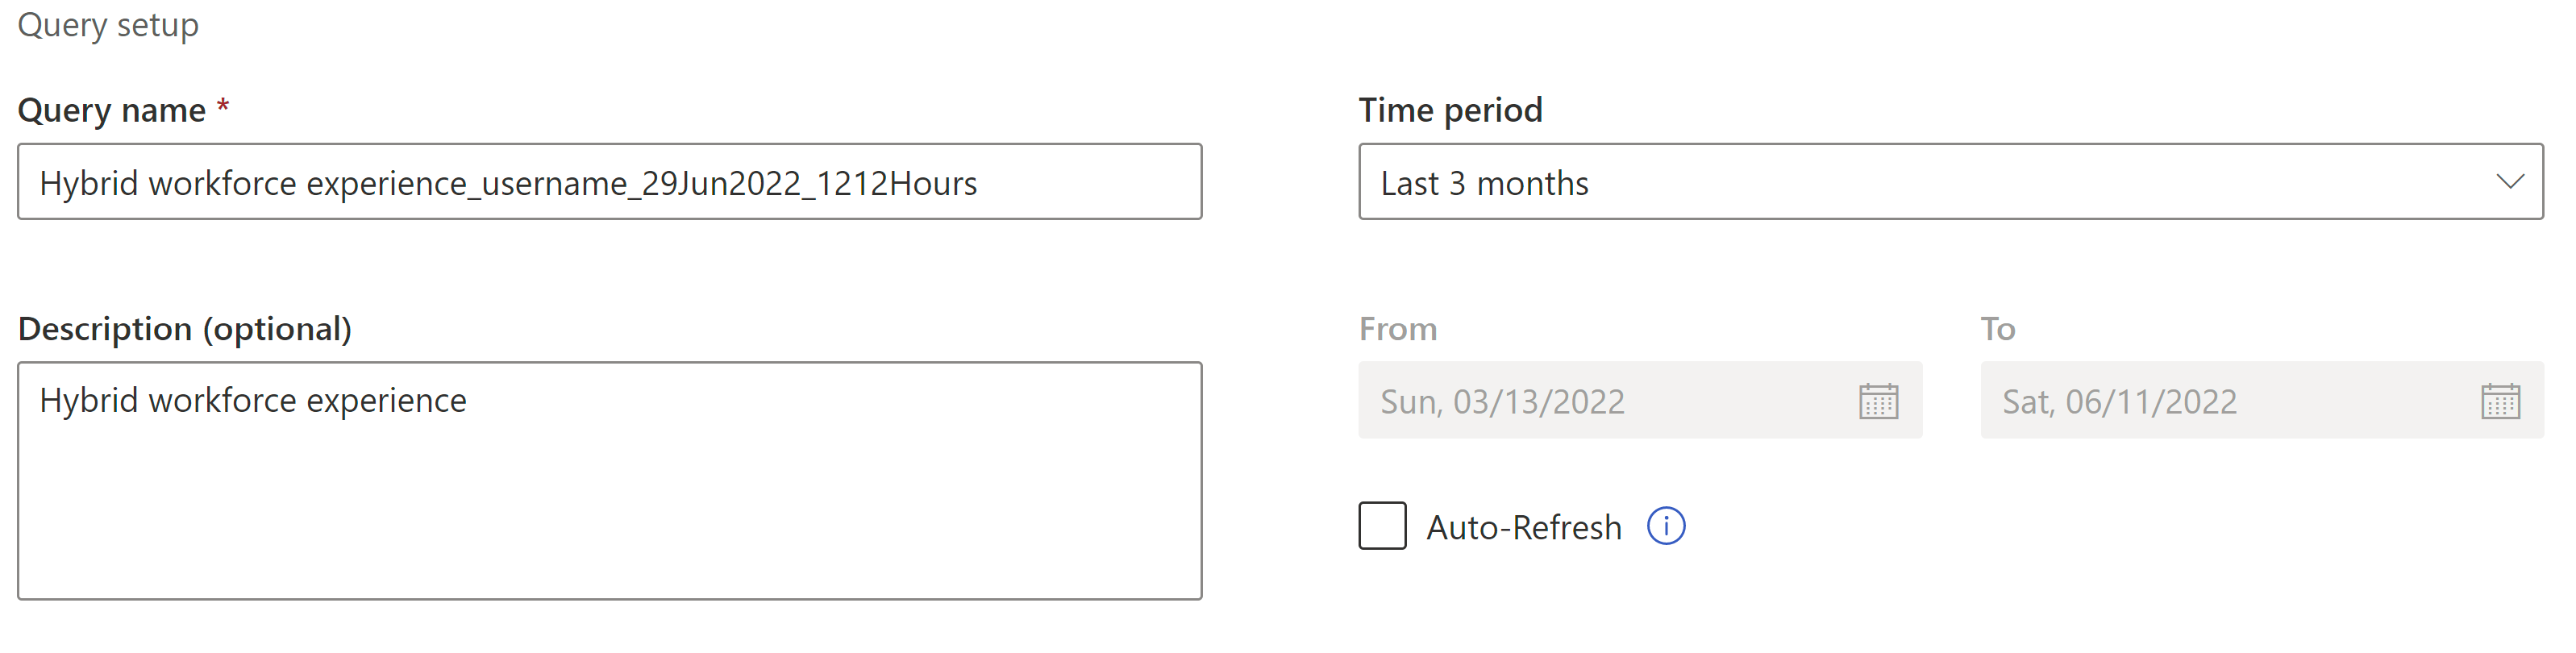 Query setup
Query name *
Hybrid workforce experience_username_29Jun2022_1212Hours
Time period
Last 3 months
Description (optional)
Hybrid workforce experience
From
Sun, 03/13/2022
To
Sat, 06/11/2022
Auto-Refresh